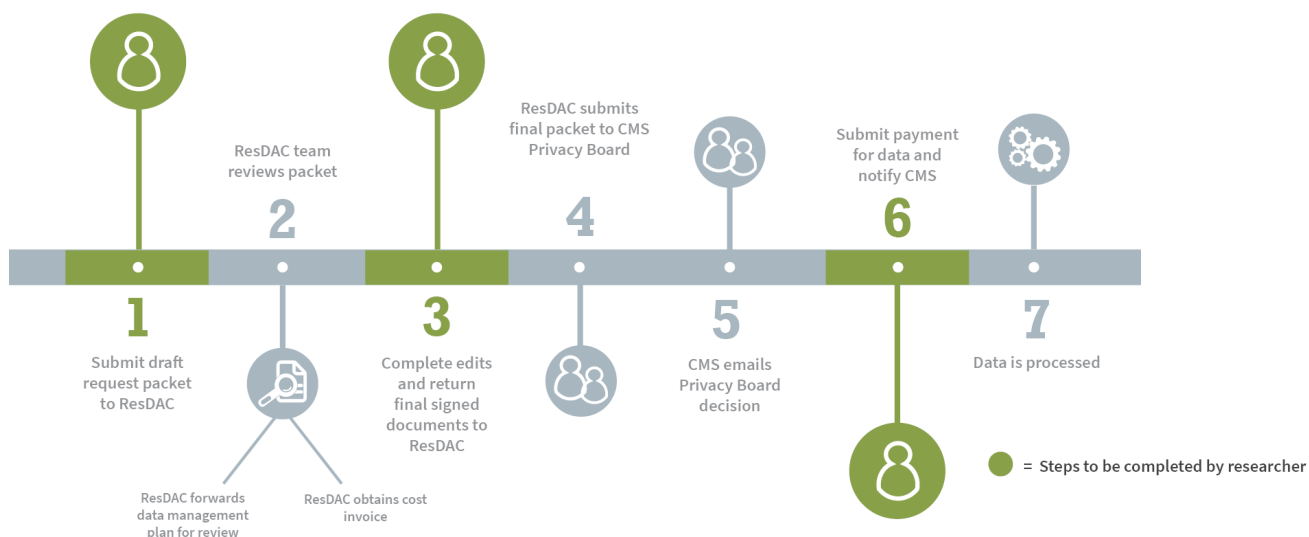 1
Submit draft
request packet
to ResDAC
ResDAC team
reviews packet
2
ResDAC forwards
data management
plan for review
ResDAC obtains cost
invoice
3
Complete edits
and return
final signed
documents to
ResDAC
ResDAC submits
final packet to CMS
Privacy Board
4
5
CMS emails
Privacy Board
decision
Submit payment
for data and
notify CMS
6
7
Data is processed
= Steps to be completed by researcher